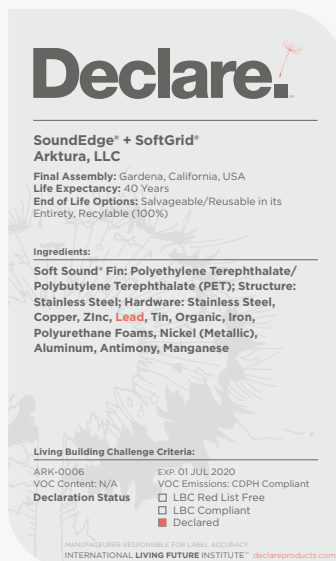 Declare.
SoundEdge® + SoftGrid®
Arktura, LLC
Final Assembly: Gardena, California, USA
Life Expectancy: 40 Years
End of Life Options: Salvageable/Reusable in its
Entirety, Recylable (100%)
Ingredients:
Soft Sound® Fin: Polyethylene Terephthalate/
Polybutylene Terephthalate (PET); Structure:
Stainless Steel; Hardware: Stainless Steel,
Copper, ZInc, Lead, Tin, Organic, Iron,
Polyurethane Foams, Nickel (Metallic),
Aluminum, Antimony, Manganese
Living Building Challenge Criteria:
ARK-0006 EXP. 01 JUL 2020
VOC Content: N/A VOC Emissions: CDPH Compliant
Declaration Status LBC Red List Free
LBC Compliant
Declared
MANUFACTURER RESPONSIBLE FOR LABEL ACCURACY
INTERNATIONAL LIVING FUTURE INSTITUTE™ declareproducts.com